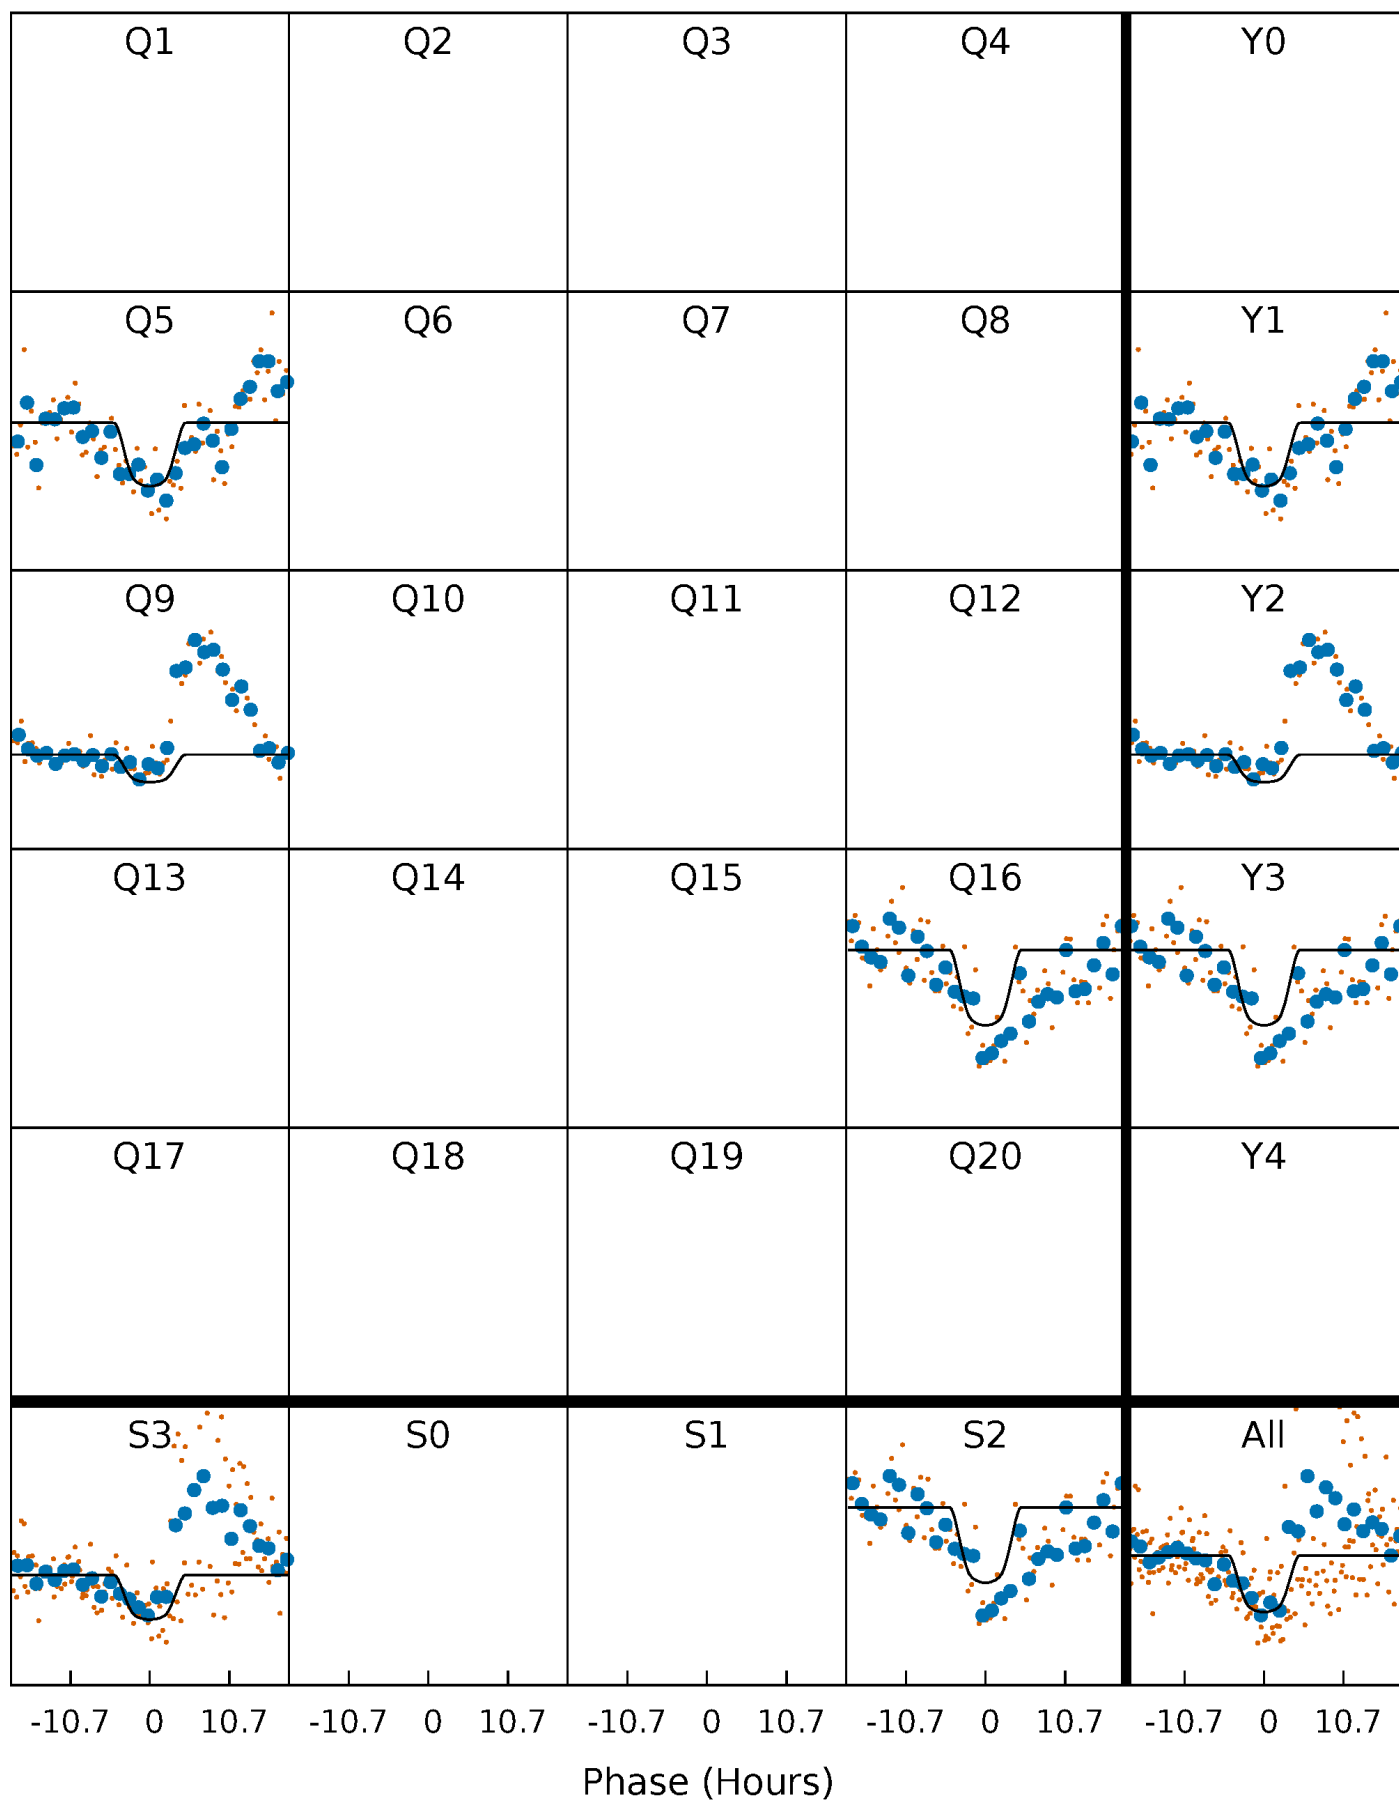 Q1 Q2 Q3 Q4 Y0
Q5 Q6 Q7 Q8 Y1
Q9 Q10 Q11 Q12 Y2
Q13 Q14 Q15 Q16 Y3
Q17 Q18 Q19 Q20 Y4
S3 S0 S1 S2 All
-10.7 0 10.7 -10.7 0 10.7 -10.7 0 10.7 -10.7 0 10.7 -10.7 0 10.7
Phase (Hours)